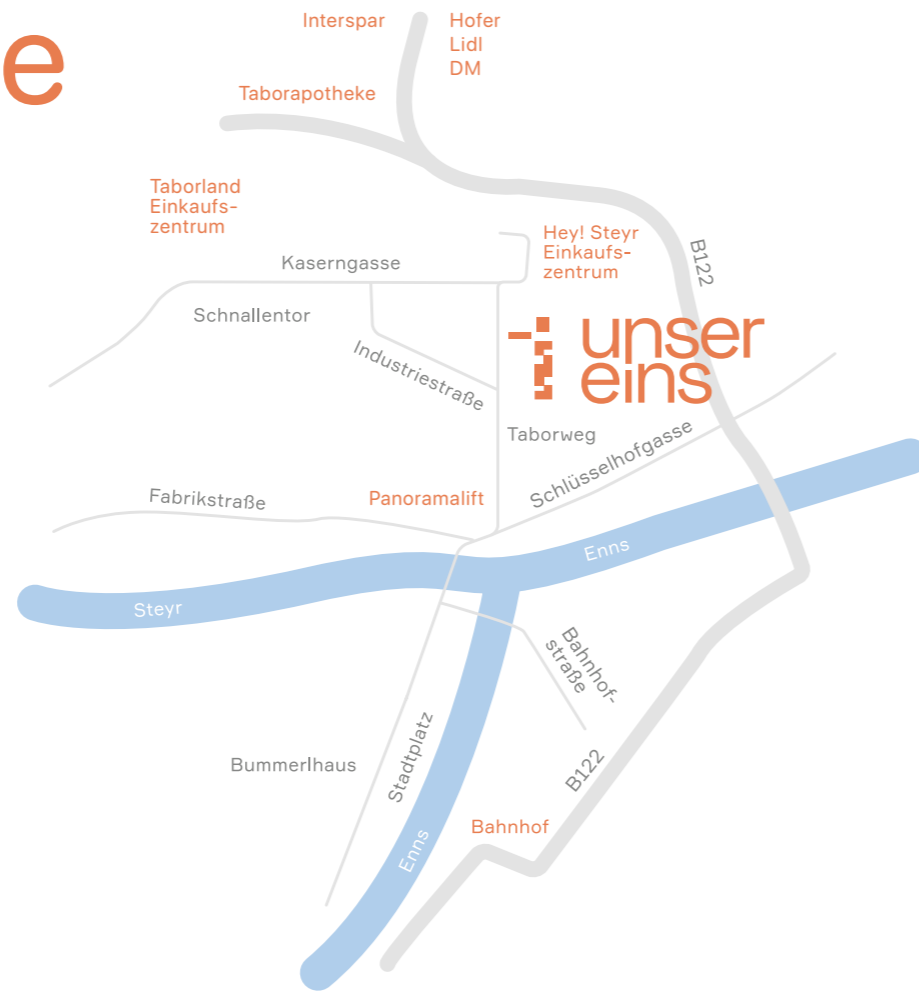 e
Interspar
Hofer
Lidl
DM
Taborapotheke
Taborland
Einkaufs-
zentrum
Hey! Steyr
Einkaufs-
zentrum
B122
Kaserngasse
Schnallentor
unser
eins
Industriestraße
Taborweg
Schlüsselhofgasse
Fabrikstraße
Panoramalift
Enns
Steyr
Bahnhof-
straße
Stadtplatz
Bummerlhaus
B122
Bahnhof
Enns